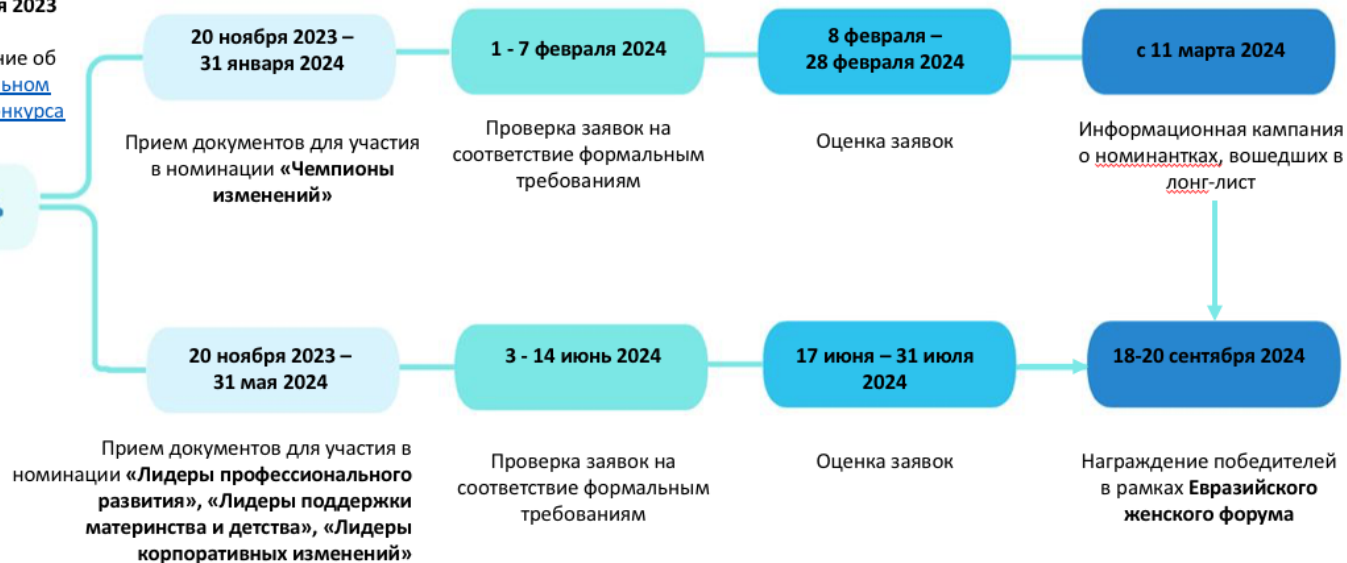 2023
об
20 ноября 2023 –
31 января 2024
1 - 7 февраля 2024
8 февраля –
28 февраля 2024
с 11 марта 2024
Прием документов для участия
в номинации «Чемпионы
изменений»
Проверка заявок на
соответствие формальным
требованиям
Оценка заявок
Информационная кампания
о номинантках, вошедших в
лонг-лист
20 ноября 2023 –
31 мая 2024
3 - 14 июнь 2024
17 июня – 31 июля
2024
18-20 сентября 2024
Прием документов для участия в
номинации «Лидеры профессионального
развития», «Лидеры поддержки
материнства и детства», «Лидеры
корпоративных изменений»
Проверка заявок на
соответствие формальным
требованиям
Оценка заявок
Награждение победителей
в рамках Евразийского
женского форума